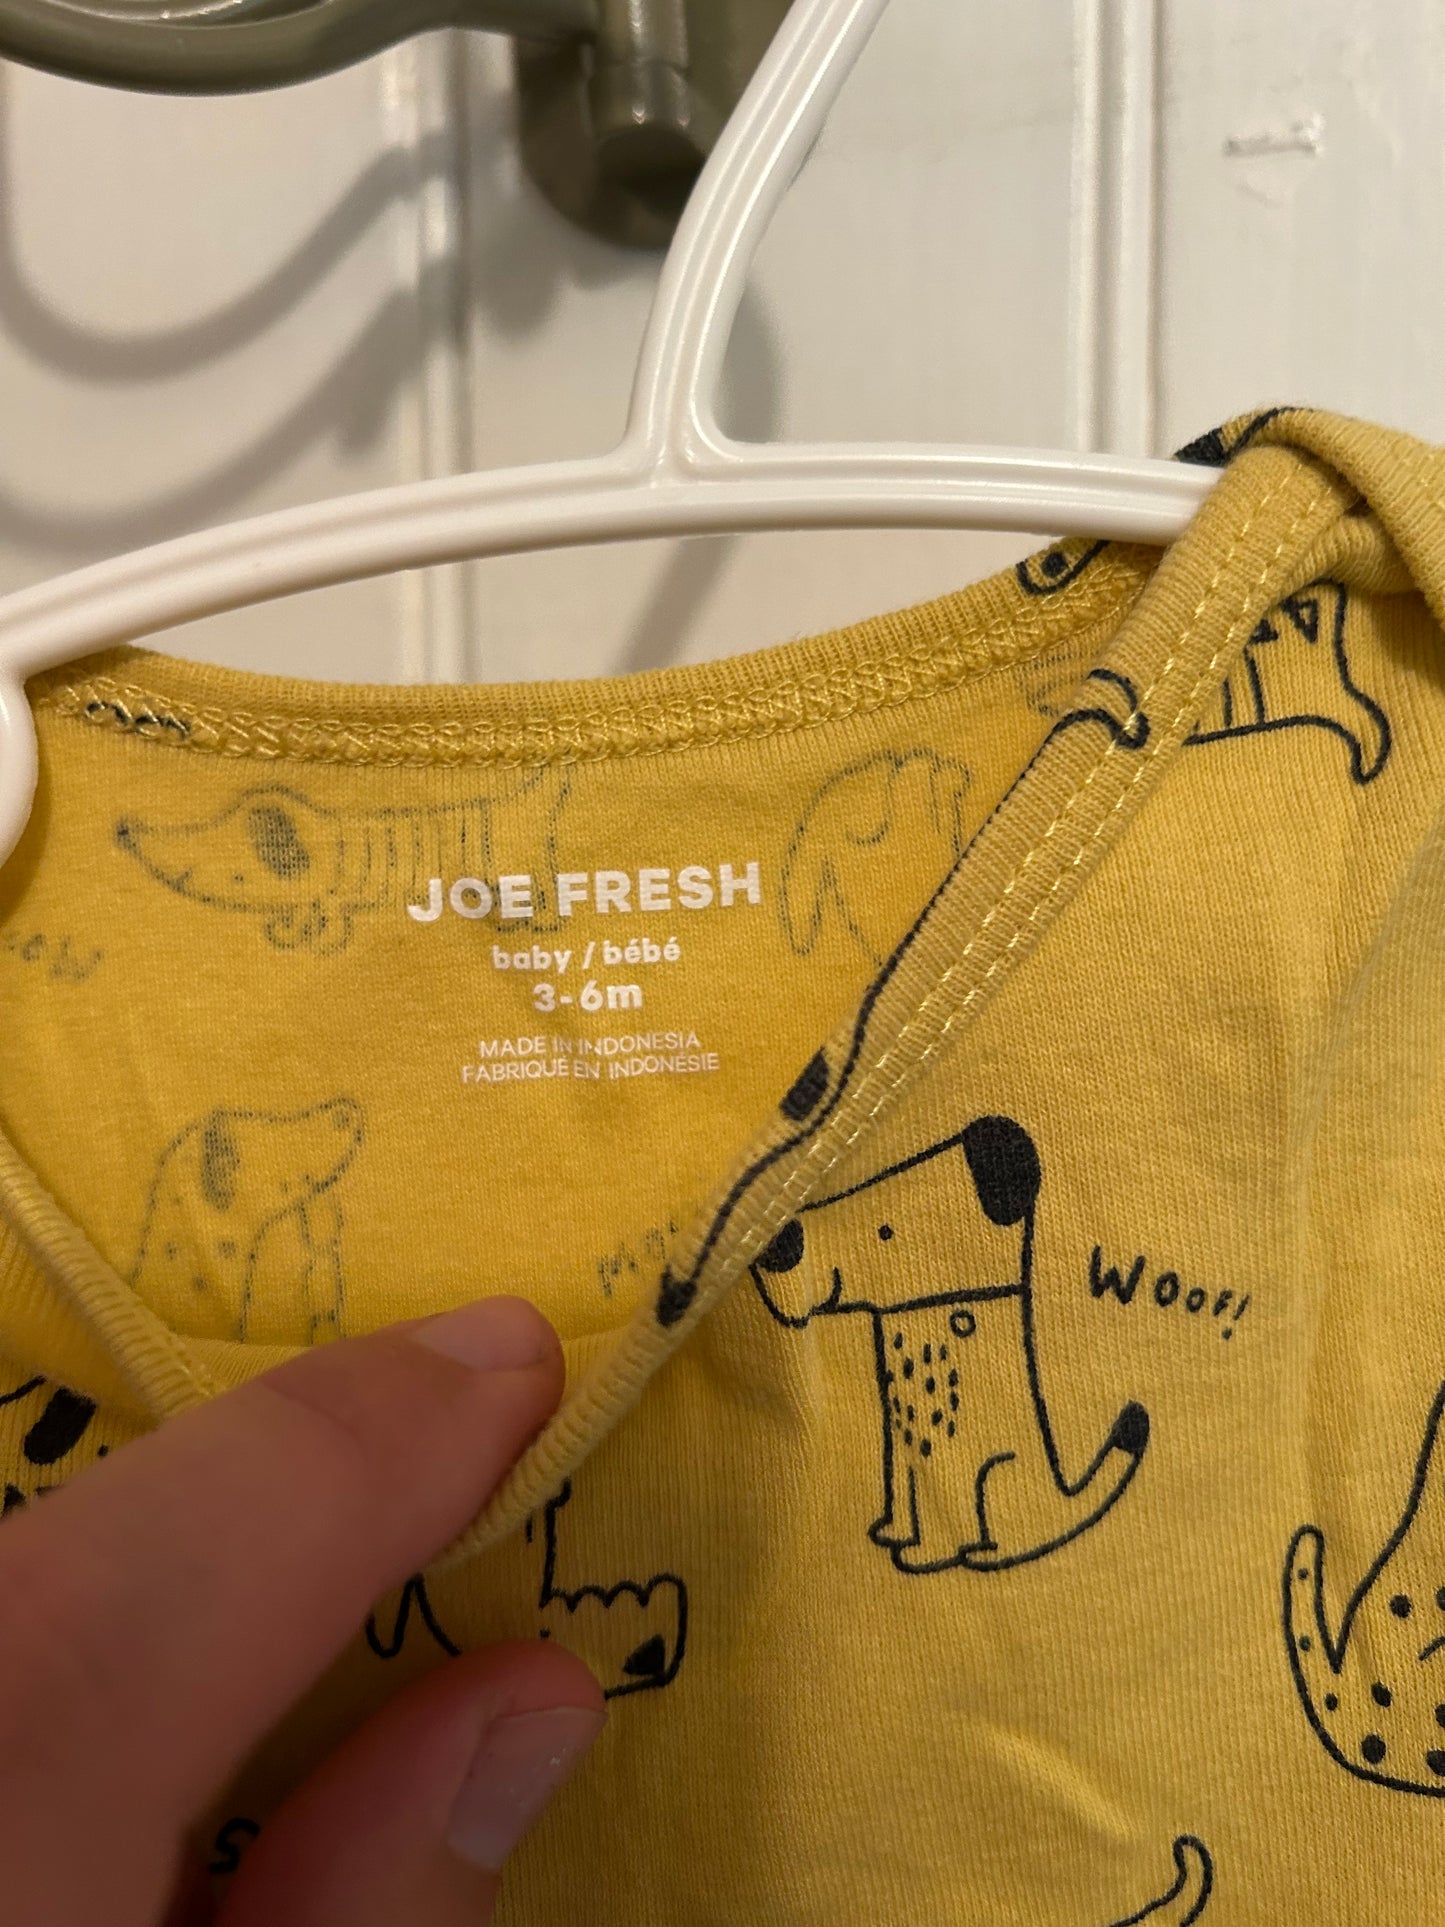 JOE FRESH
baby / bébé
3-6m
MADE IN INDONESIA
FABRIQUÉ EN INDONÉSIE
WOOF!